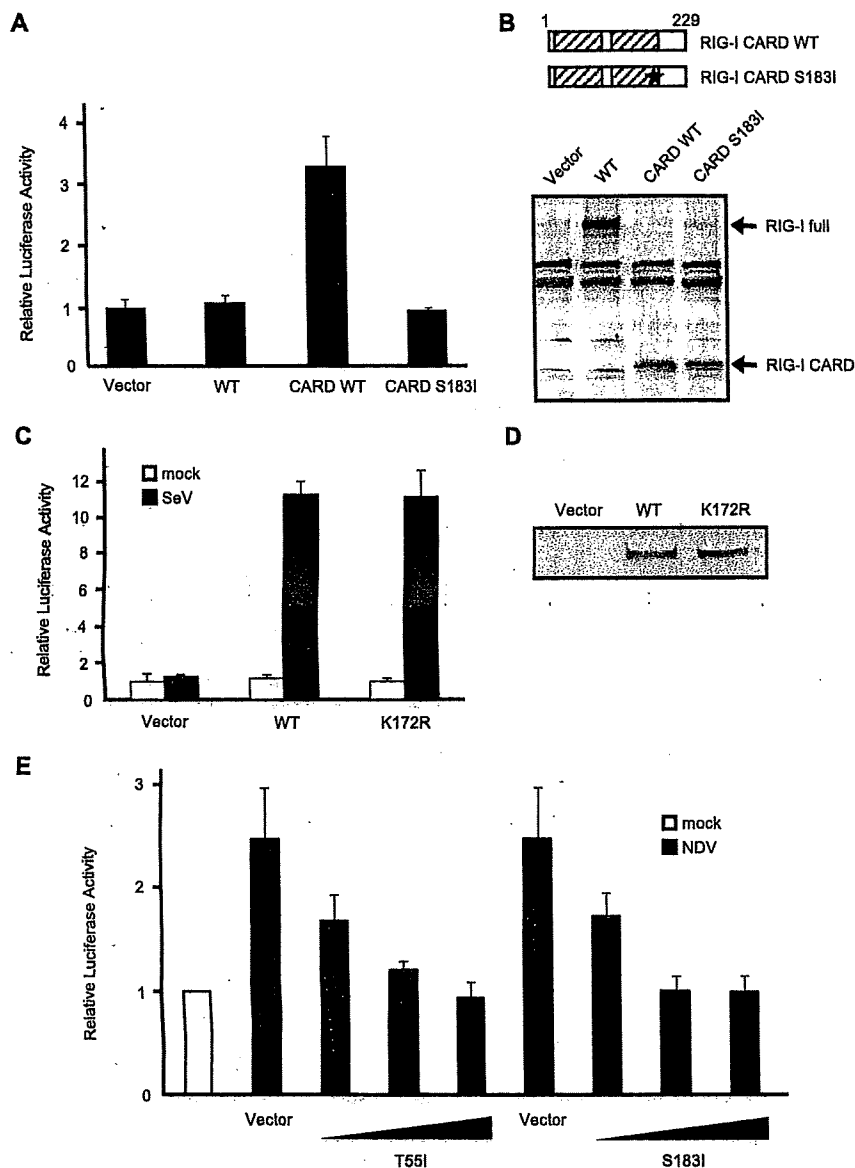 A
Relative Luciferase Activity
4
3
2
1
0
Vector
WT
CARD WT
CARD S183I
B
1
229
RIG-I CARD WT
RIG-I CARD S183I
Vector
WT
CARD WT
CARD S183I
RIG-I full
RIG-I CARD
C
Relative Luciferase Activity
mock
SeV
12
10
8
6
4
2
0
Vector
WT
K172R
D
Vector
WT
K172R
E
Relative Luciferase Activity
3
2
1
0
mock
NDV
Vector
T55I
Vector
S183I